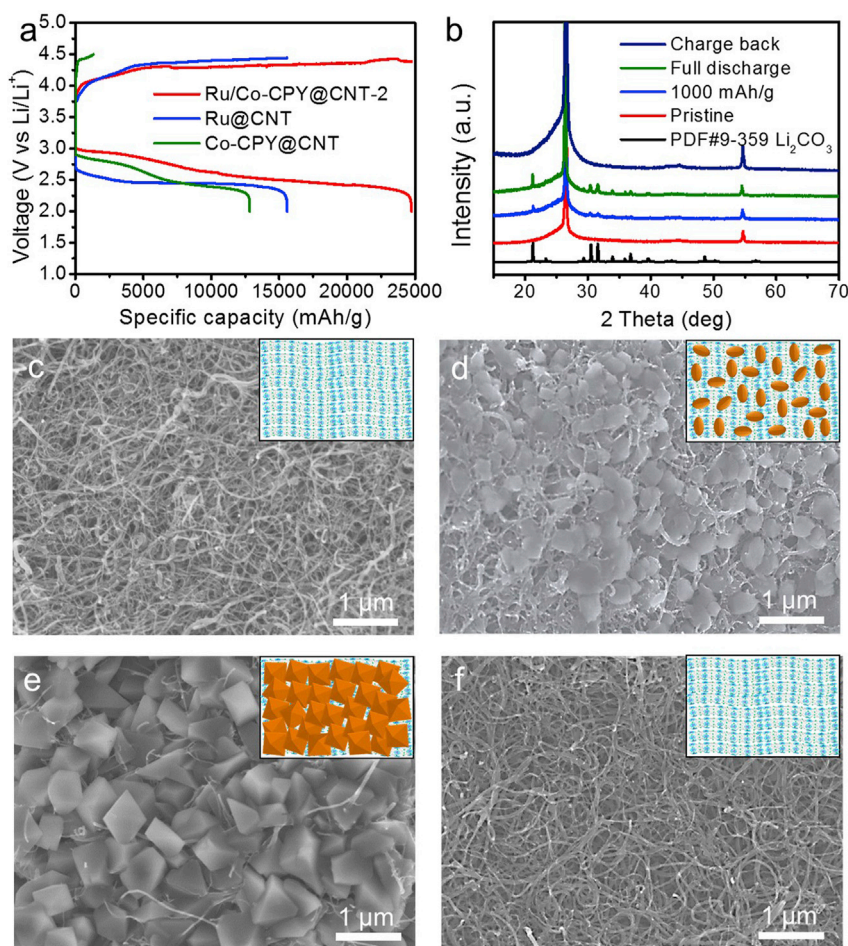 a
Voltage (V vs Li/Li⁺)
5.0
4.5
4.0
3.5
3.0
2.5
2.0
1.5
1.0
Ru/Co-CPY@CNT-2
Ru@CNT
Co-CPY@CNT
0 5000 10000 15000 20000 25000
Specific capacity (mAh/g)
b
Intensity (a.u.)
Charge back
Full discharge
1000 mAh/g
Pristine
PDF#9-359 Li₂CO₃
20 30 40 50 60 70
2 Theta (deg)
c
1 µm
d
1 µm
e
1 µm
f
1 µm